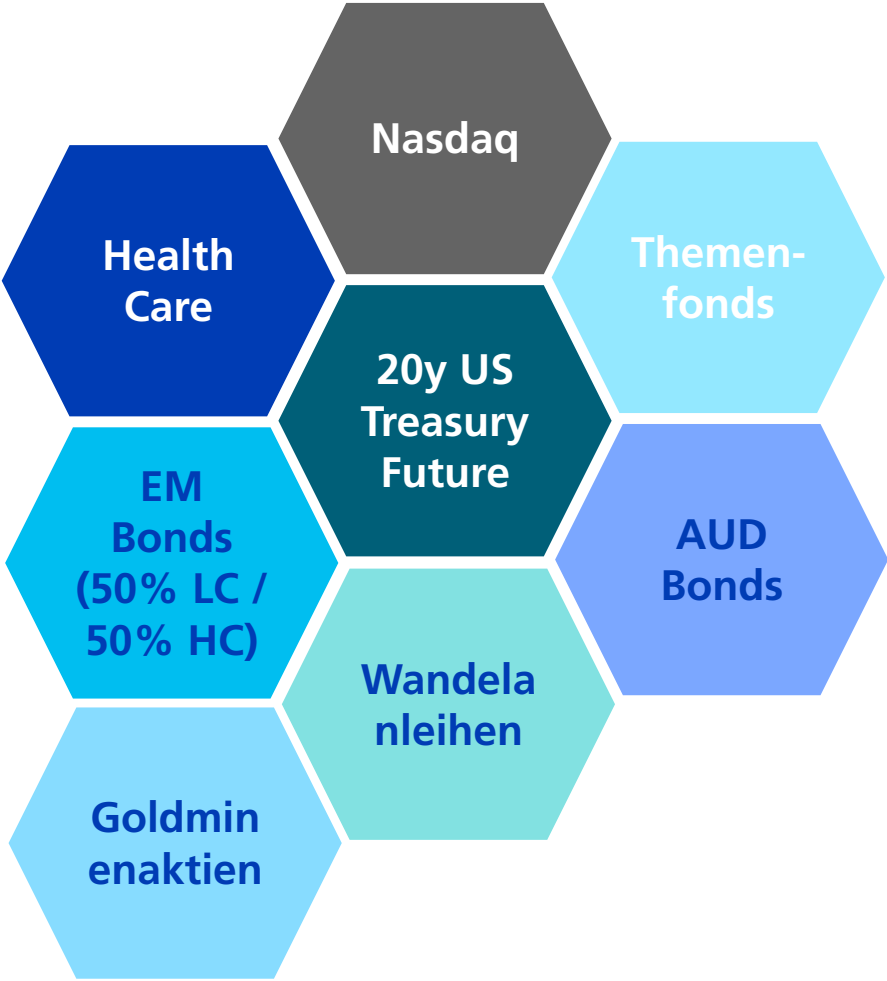 Nasdaq
Health
Care
Themen-
fonds
20y US
Treasury
Future
EM
Bonds
(50% LC /
50% HC)
AUD
Bonds
Wandela
nleihen
Goldmin
enaktien